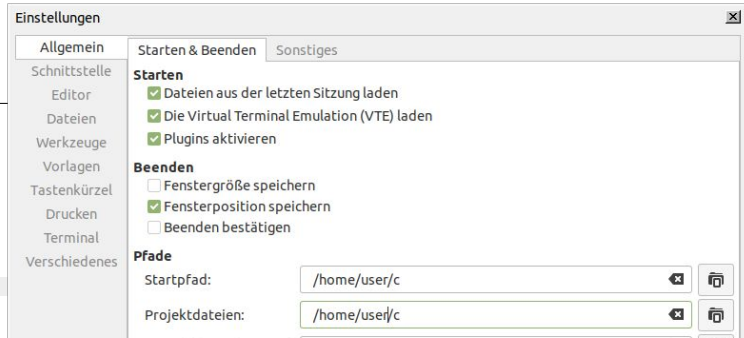 Einstellungen
Allgemein
Schnittstelle
Editor
Dateien
Werkzeuge
Vorlagen
Tastenkürzel
Drucken
Terminal
Verschiedenes
Starten & Beenden
Sonstiges
Starten
Dateien aus der letzten Sitzung laden
Die Virtual Terminal Emulation (VTE) laden
Plugins aktivieren
Beenden
Fenstergröße speichern
Fensterposition speichern
Beenden bestätigen
Pfade
Startpfad: /home/user/c
Projektdateien: /home/user/c